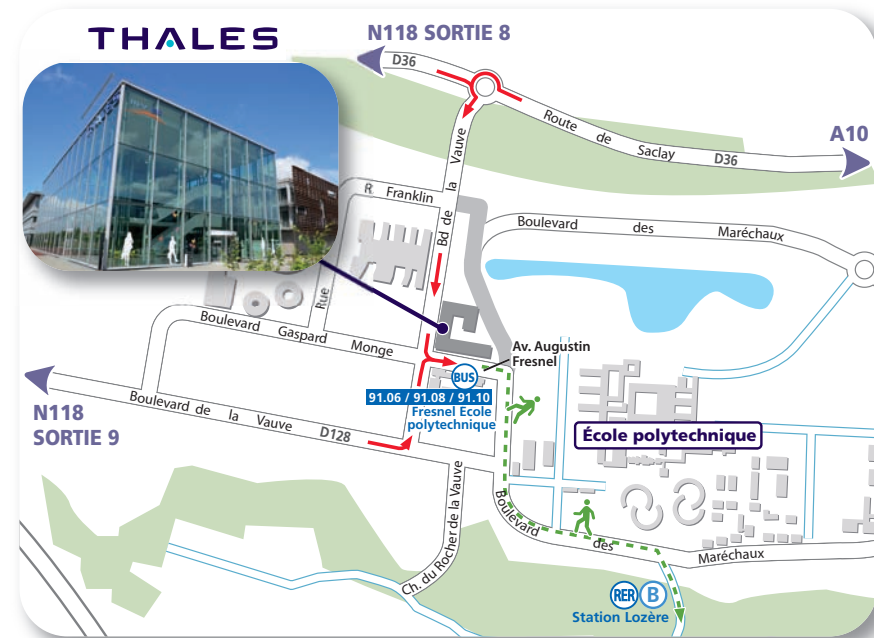 THALES
N118 SORTIE 8
D36
Route de Saclay D36
A10
R Franklin
Bd de la Vauve
Boulevard des Maréchaux
Rue
Boulevard Gaspard Monge
Av. Augustin
Fresnel
BUS
91.06 / 91.08 / 91.10
Fresnel Ecole
polytechnique
N118
SORTIE 9
Boulevard de la Vauve D128
École polytechnique
Ch. du Rocher de la Vauve
Boulevard des Maréchaux
RER B
Station Lozère